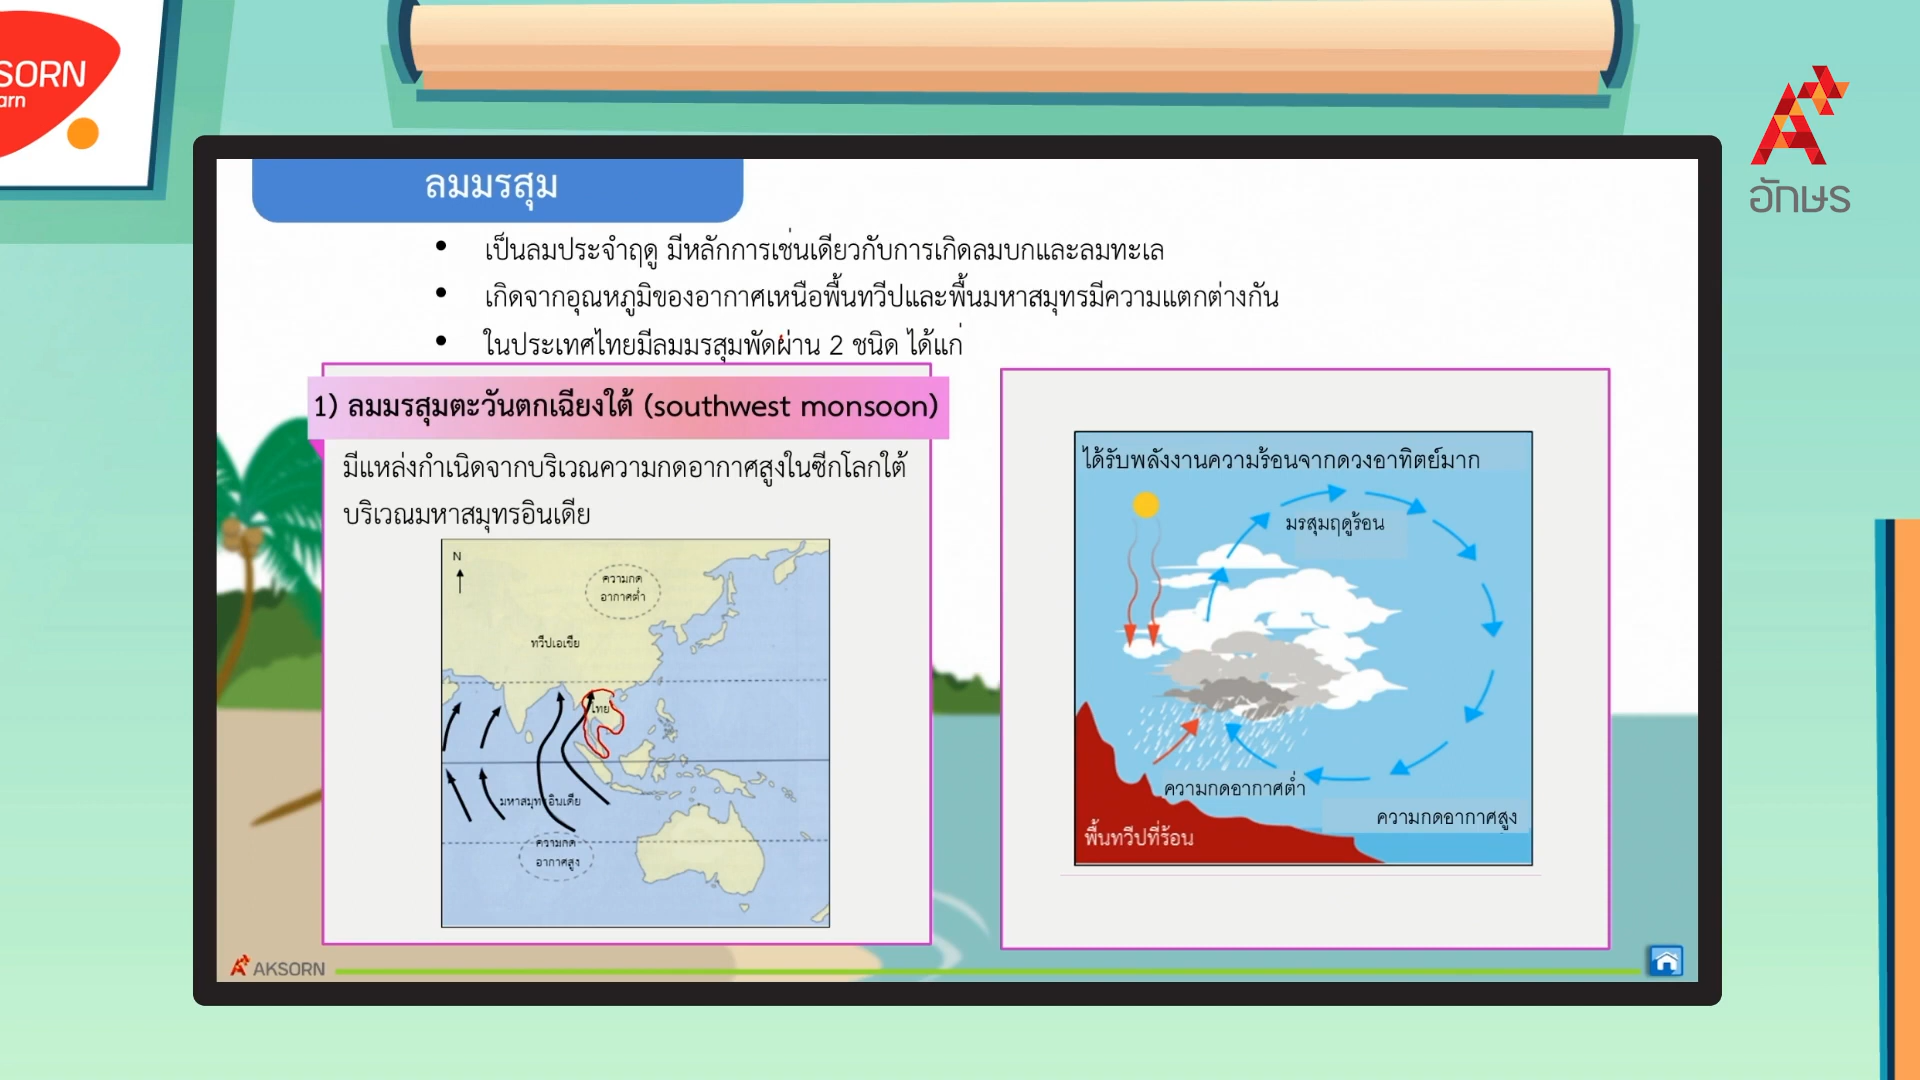 SORN
arn
อักษร
ลมมรสุม
• เป็นลมประจำฤดู มีหลักการเช่นเดียวกับการเกิดลมบกและลมทะเล
• เกิดจากอุณหภูมิของอากาศเหนือพื้นทวีปและพื้นมหาสมุทรมีความแตกต่างกัน
• ในประเทศไทยมีลมมรสุมพัดผ่าน 2 ชนิด ได้แก่
1) ลมมรสุมตะวันตกเฉียงใต้ (southwest monsoon)
มีแหล่งกำเนิดจากบริเวณความกดอากาศสูงในซีกโลกใต้
บริเวณมหาสมุทรอินเดีย
N
ความกด
อากาศต่ำ
ทวีปเอเชีย
ไทย
มหาสมุทรอินเดีย
ความกด
อากาศสูง
ได้รับพลังงานความร้อนจากดวงอาทิตย์มาก
มรสุมฤดูร้อน
ความกดอากาศต่ำ
ความกดอากาศสูง
พื้นทวีปที่ร้อน
AKSORN